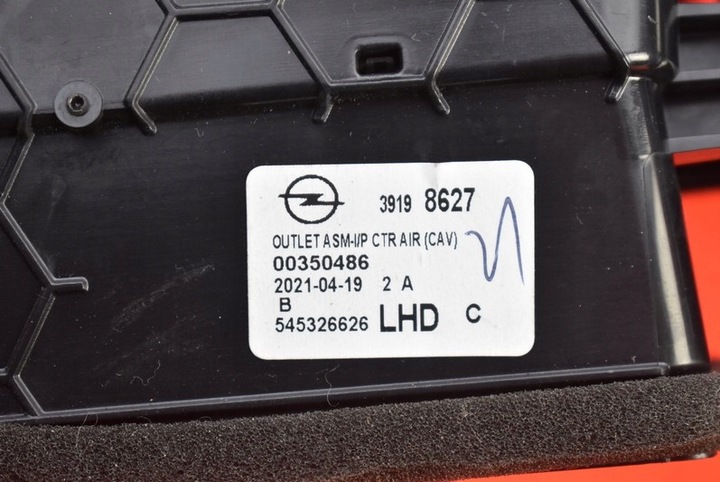 3919 8627
OUTLET ASM-I/P CTR AIR (CAV)
00350486
2021-04-19 2 A
B
545326626 LHD C